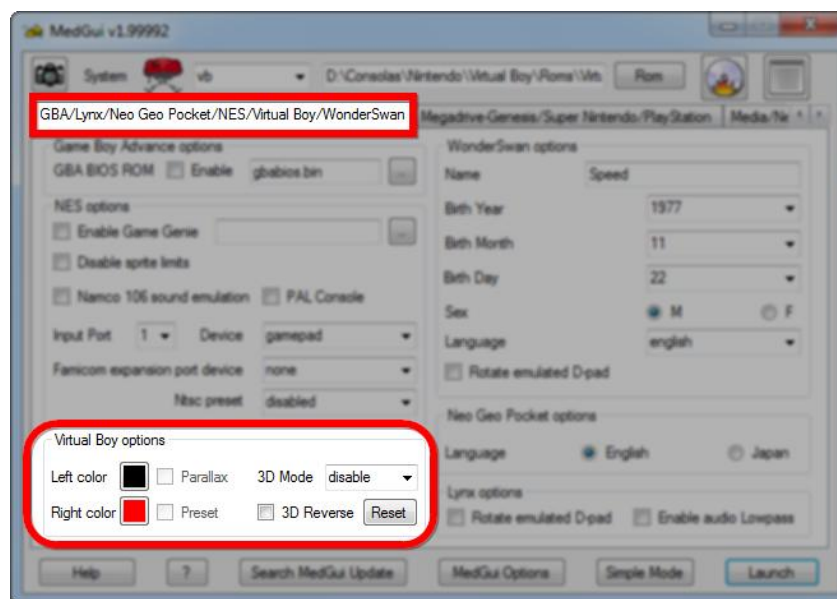 MedGui v1.99992
System vb D:\Consolas\Nintendo\Virtual Boy\Roms\Virtu Rom
GBA/Lynx/Neo Geo Pocket/NES/Virtual Boy/WonderSwan Megadrive-Genesis/Super Nintendo/PlayStation Media/Ne
Game Boy Advance options
GBA BIOS ROM Enable gbabios.bin ...
NES options
Enable Game Genie ...
Disable sprite limits
Namco 106 sound emulation PAL Console
Input Port 1 Device gamepad
Famicom expansion port device none
Ntsc preset disabled
Virtual Boy options
Left color Parallax 3D Mode disable
Right color Preset 3D Reverse Reset
WonderSwan options
Name Speed
Birth Year 1977
Birth Month 11
Birth Day 22
Sex M F
Language english
Rotate emulated D-pad
Neo Geo Pocket options
Language English Japan
Lynx options
Rotate emulated D-pad Enable audio Lowpass
Help ? Search MedGui Update MedGui Options Simple Mode Launch